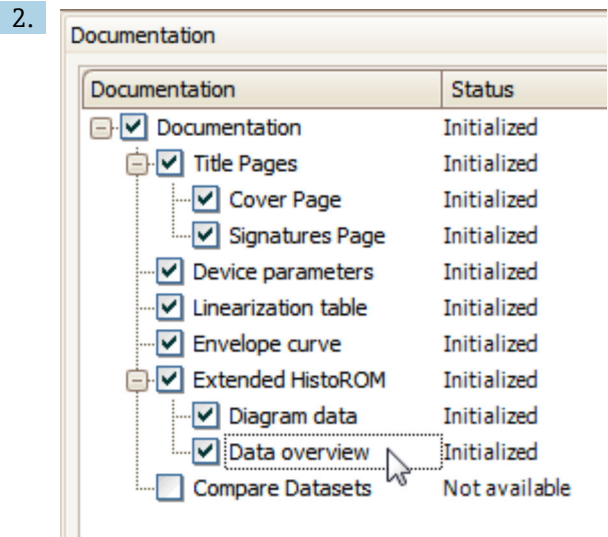 2.
Documentation
Documentation Status
Documentation Initialized
Title Pages Initialized
Cover Page Initialized
Signatures Page Initialized
Device parameters Initialized
Linearization table Initialized
Envelope curve Initialized
Extended HistoROM Initialized
Diagram data Initialized
Data overview Initialized
Compare Datasets Not available